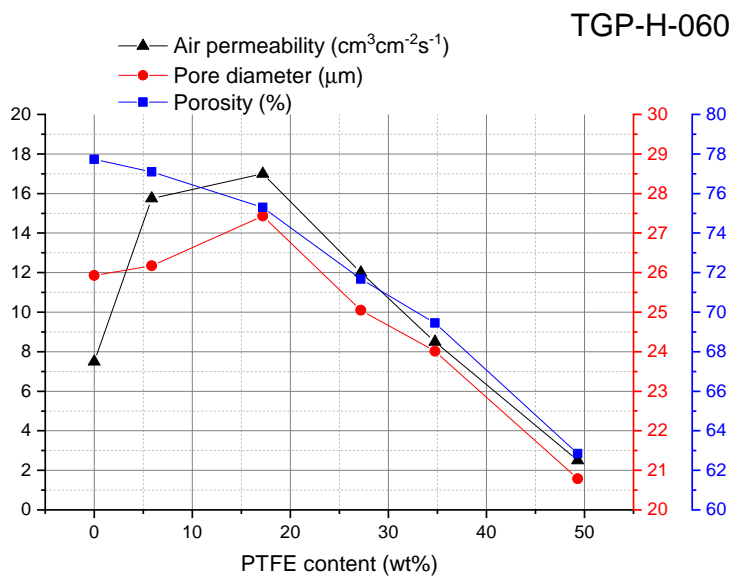 TGP-H-060
Air permeability (cm³cm⁻²s⁻¹)
Pore diameter (μm)
Porosity (%)
20 30 80
18 29 78
28
16 76
27
14 74
26
12 72
10 25 70
8 24 68
23
6 66
22
4 64
2 21 62
0 20 60
0 10 20 30 40 50
PTFE content (wt%)